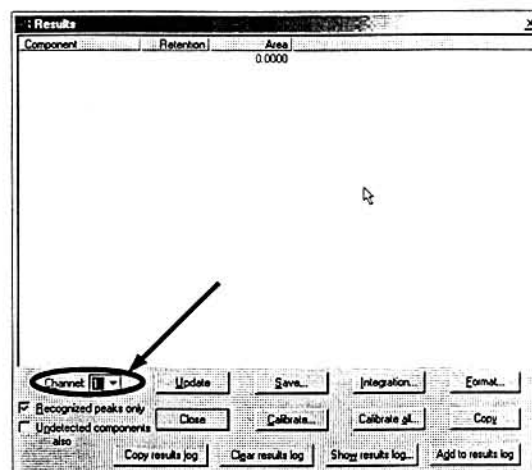 Results
Component Retention Area
0.0000
Channel: 1 Update Save... Integration... Format...
Recognized peaks only
Close Calibrate... Calibrate all... Copy
Undetected components
also
Copy results log Clear results log Show results log... Add to results log